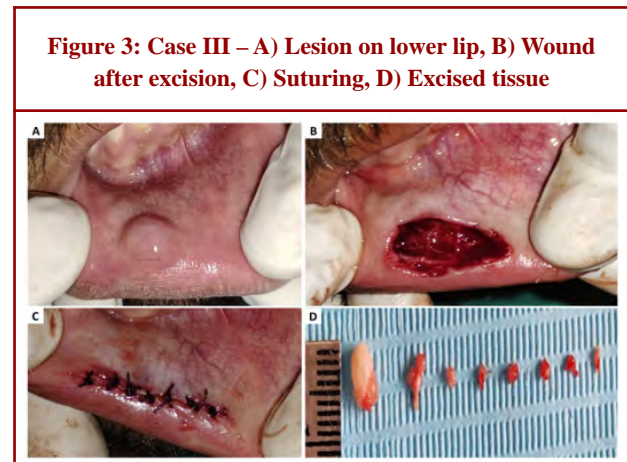 Figure 3: Case III – A) Lesion on lower lip, B) Wound
after excision, C) Suturing, D) Excised tissue
A
B
C
D